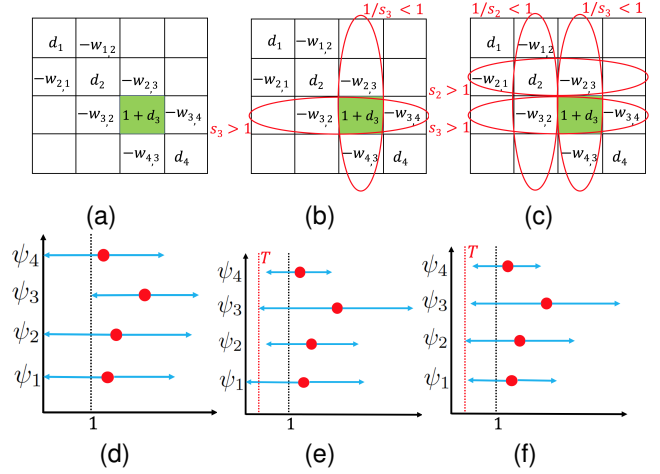 1/s₃ < 1
1/s₂ < 1 1/s₃ < 1
d₁ −w₁,₂
−w₂,₁ d₂ −w₂,₃
−w₃,₂ 1 + d₃ −w₃,₄
−w₄,₃ d₄
s₃ > 1
d₁ −w₁,₂
−w₂,₁ d₂ −w₂,₃
−w₃,₂ 1 + d₃ −w₃,₄
−w₄,₃ d₄
s₂ > 1
s₃ > 1
d₁ −w₁,₂
−w₂,₁ d₂ −w₂,₃
−w₃,₂ 1 + d₃ −w₃,₄
−w₄,₃ d₄
(a) (b) (c)
ψ₄
ψ₃
ψ₂
ψ₁
1
T
ψ₄
ψ₃
ψ₂
ψ₁
1
T
ψ₄
ψ₃
ψ₂
ψ₁
1
(d) (e) (f)